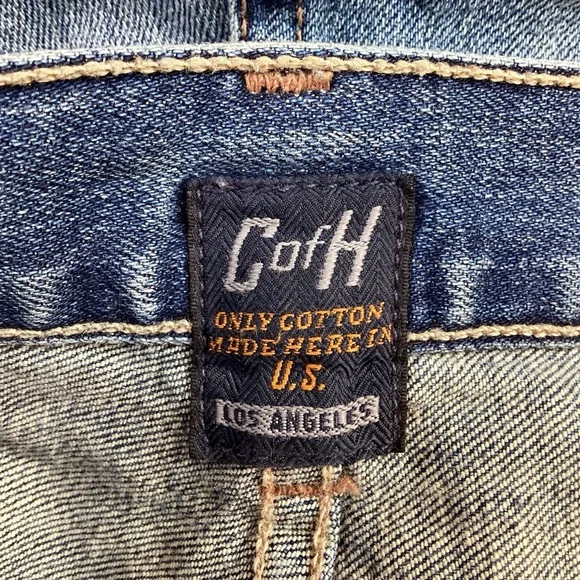 CofH
ONLY COTTON
MADE HERE IN
U.S.
LOS ANGELES